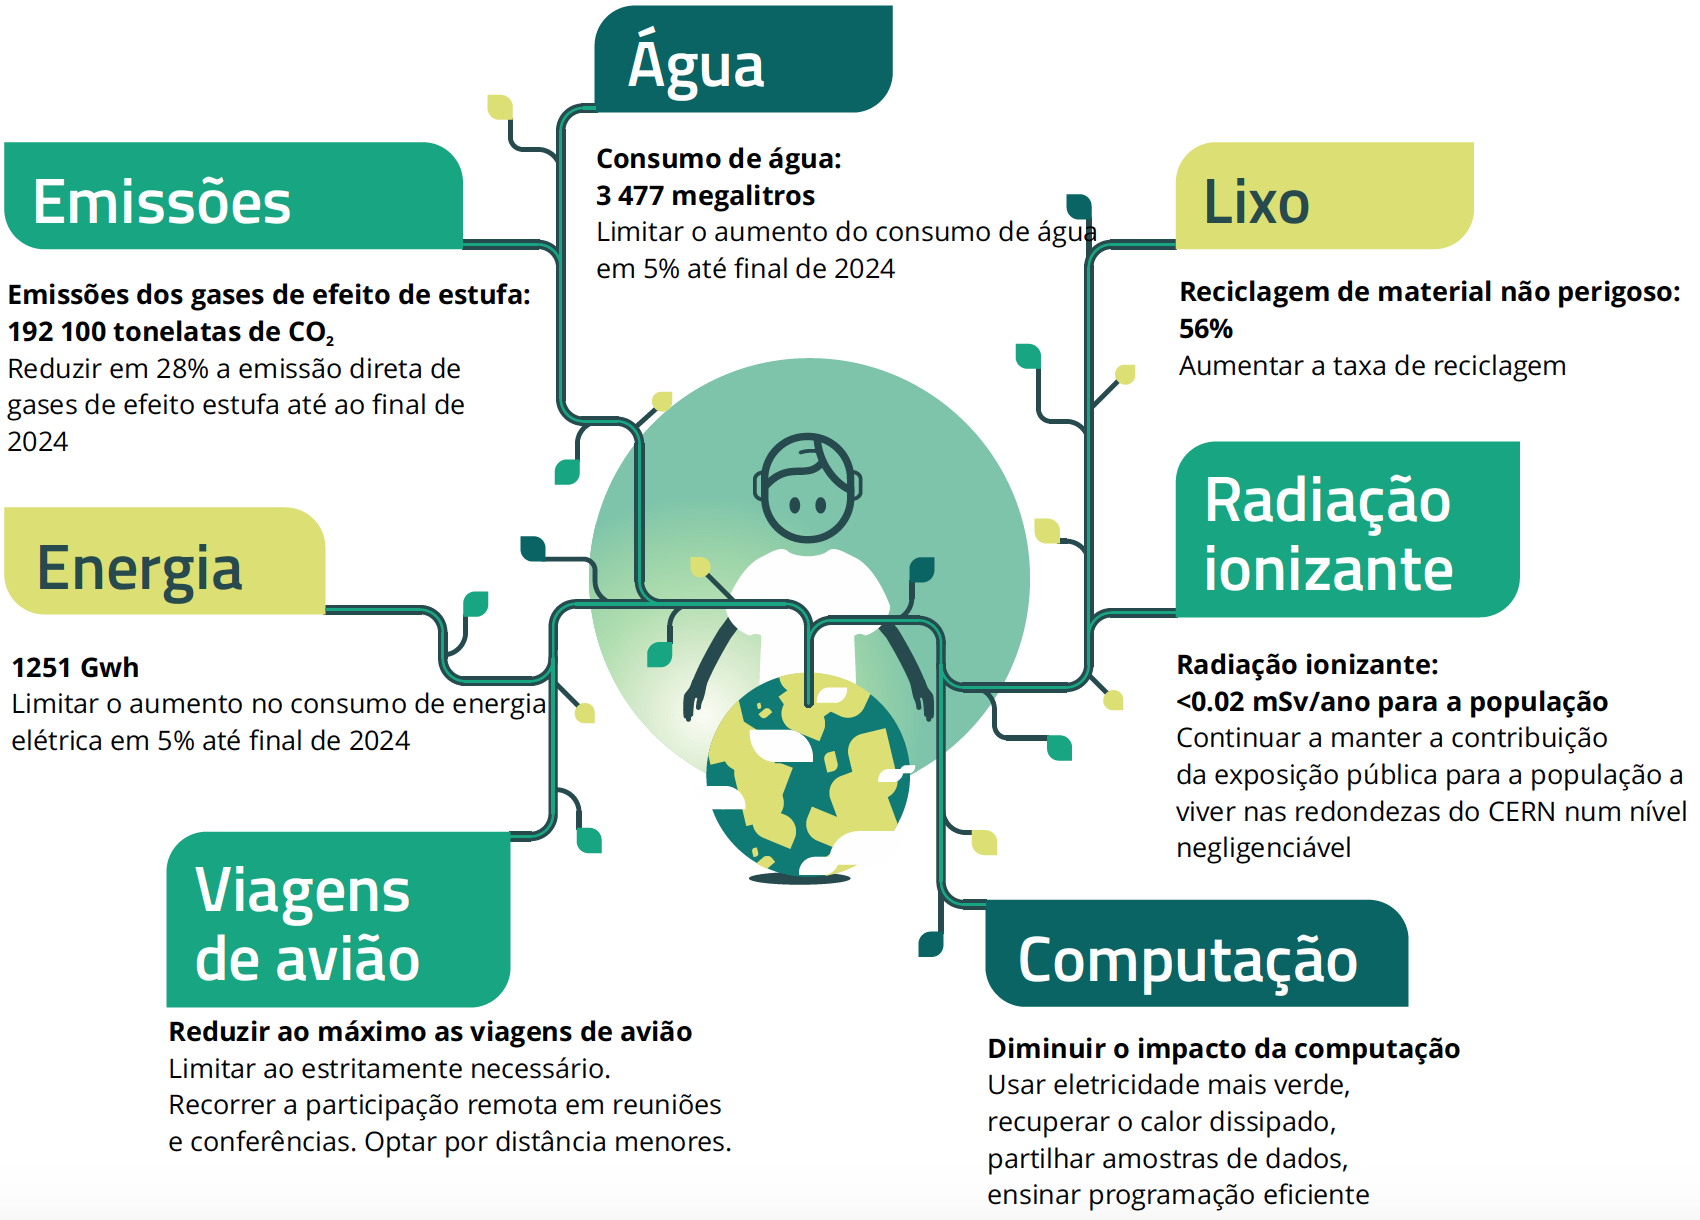 Água
Consumo de água:
3 477 megalitros
Limitar o aumento do consumo de água
em 5% até final de 2024
Emissões
Emissões dos gases de efeito de estufa:
192 100 tonelatas de CO₂
Reduzir em 28% a emissão direta de
gases de efeito estufa até ao final de
2024
Lixo
Reciclagem de material não perigoso:
56%
Aumentar a taxa de reciclagem
Energia
1251 Gwh
Limitar o aumento no consumo de energia
elétrica em 5% até final de 2024
Radiação
ionizante
Radiação ionizante:
<0.02 mSv/ano para a população
Continuar a manter a contribuição
da exposição pública para a população a
viver nas redondezas do CERN num nível
negligenciável
Viagens
de avião
Reduzir ao máximo as viagens de avião
Limitar ao estritamente necessário.
Recorrer a participação remota em reuniões
e conferências. Optar por distância menores.
Computação
Diminuir o impacto da computação
Usar eletricidade mais verde,
recuperar o calor dissipado,
partilhar amostras de dados,
ensinar programação eficiente